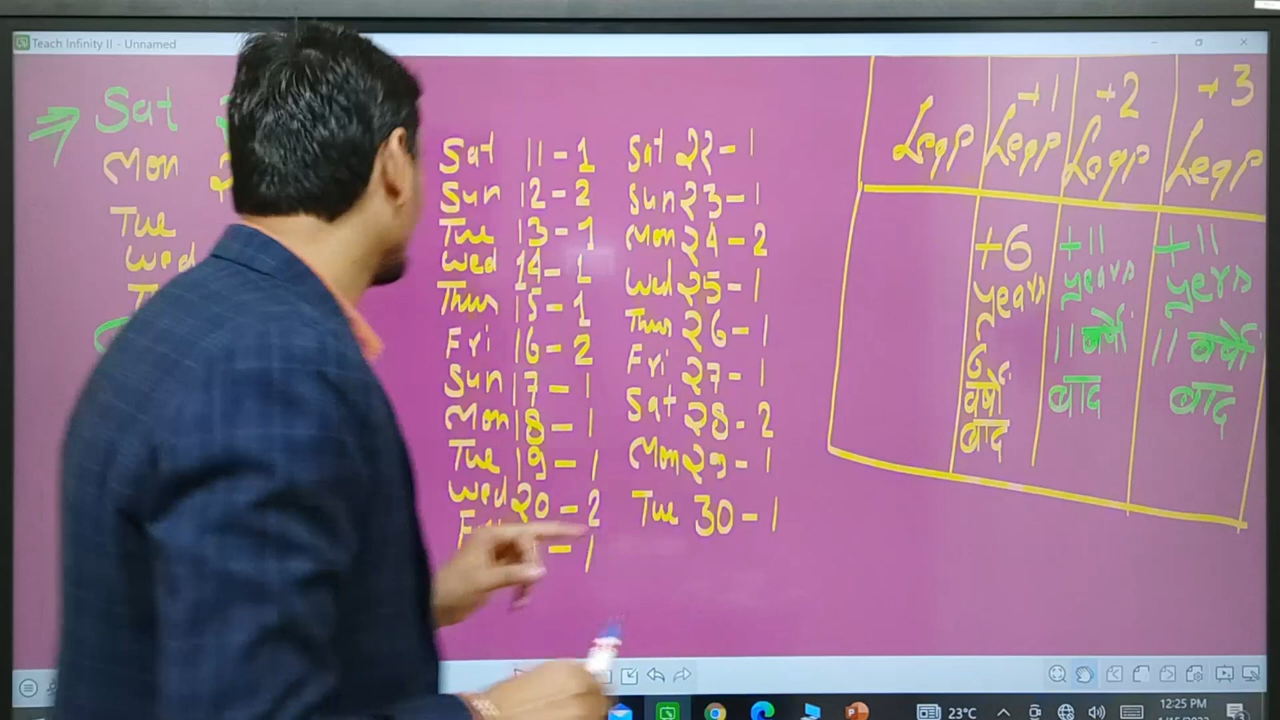 Teach Infinity II - Unnamed
Sat
Mon
Tue
Wed
Sat 11 - 1
Sun 12 - 2
Tue 13 - 1
Wed 14 - 1
Thus 15 - 1
Fri 16 - 2
Sun 17 - 1
Mon 18 - 1
Tue 19 - 1
Wed 20 - 2
- 1
Sat 22 - 1
Sun 23 - 1
Mon 24 - 2
Wed 25 - 1
Thus 26 - 1
Fri 27 - 1
Sat 28 - 2
Mon 29 - 1
Tue 30 - 1
Leap
+1
Leap
+2
Leap
+3
Leap
+6
years
6
वर्षों
बाद
+11
years
11 वर्षों
बाद
+11
yers
11 वर्षों
बाद
23°C
12:25 PM